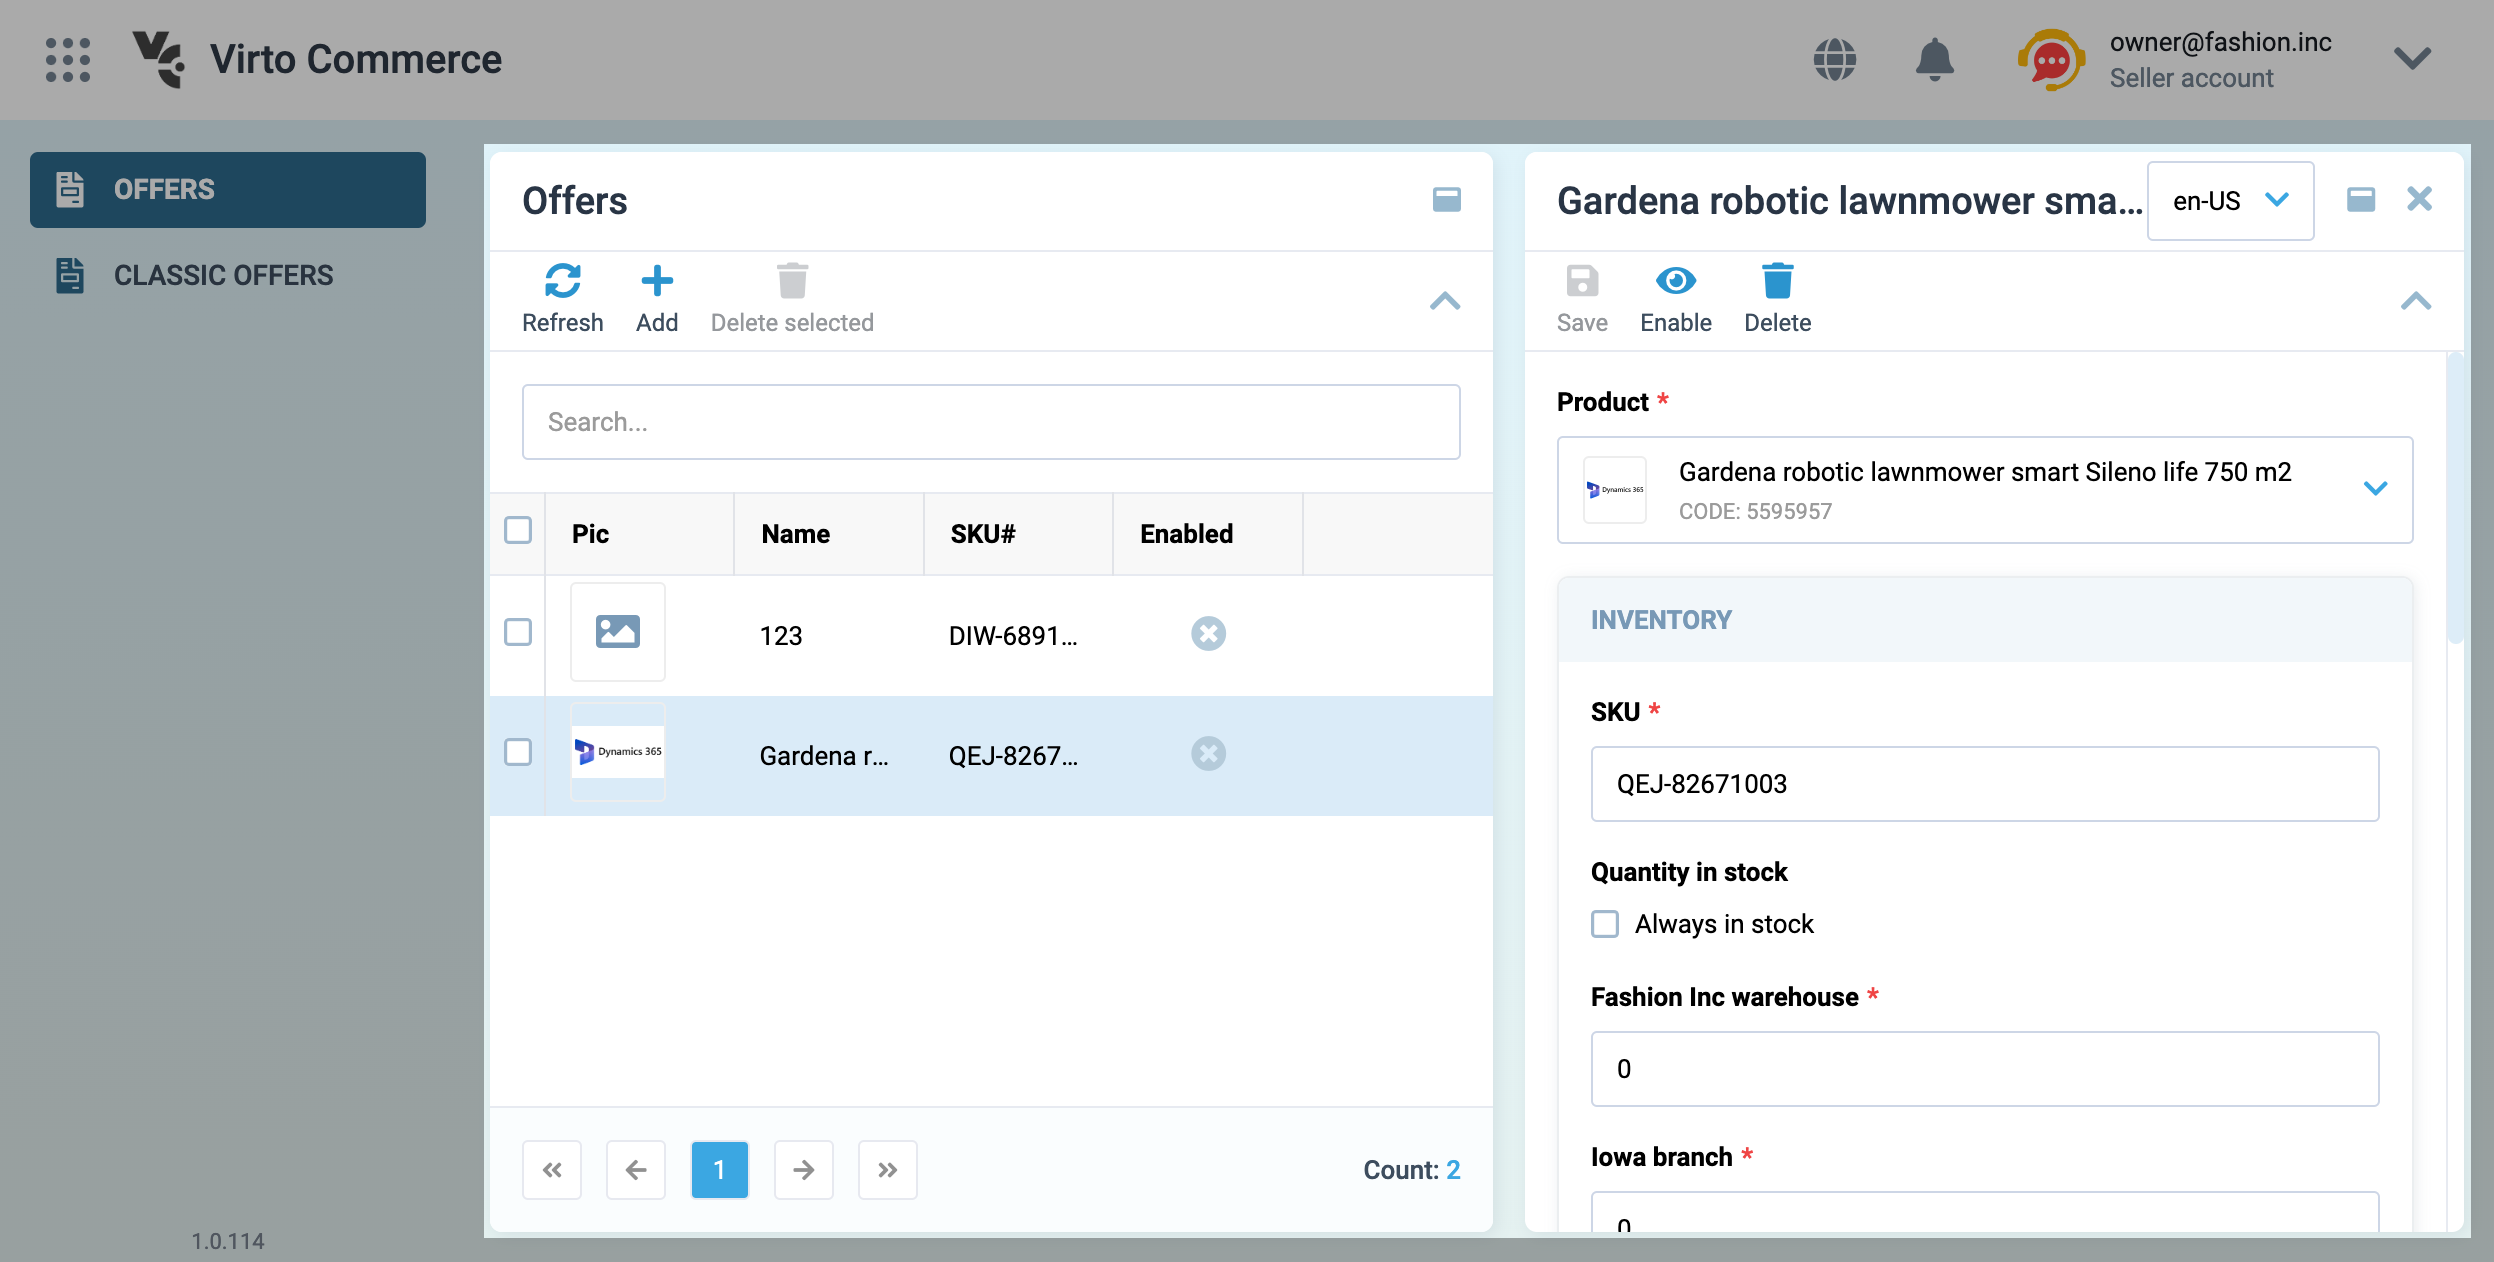 Virto Commerce
owner@fashion.inc
Seller account
OFFERS
CLASSIC OFFERS
1.0.114
Offers
Refresh
Add
Delete selected
Search...
Pic
Name
SKU#
Enabled
123
DIW-6891...
Dynamics 365
Gardena r...
QEJ-8267...
1
Count: 2
Gardena robotic lawnmower sma...
en-US
Save
Enable
Delete
Product *
Dynamics 365
Gardena robotic lawnmower smart Sileno life 750 m2
CODE: 5595957
INVENTORY
SKU *
QEJ-82671003
Quantity in stock
Always in stock
Fashion Inc warehouse *
0
Iowa branch *
0